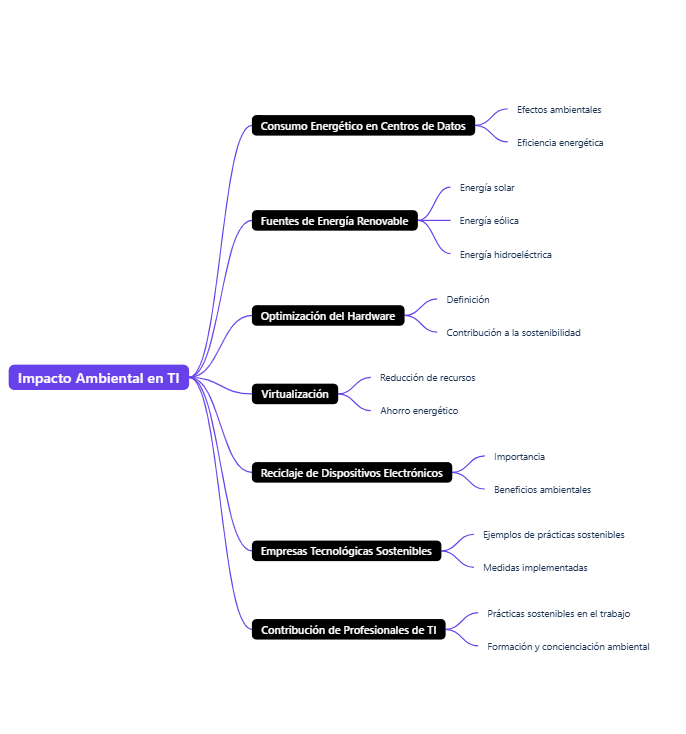 Impacto Ambiental en TI
Consumo Energético en Centros de Datos
Efectos ambientales
Eficiencia energética
Fuentes de Energía Renovable
Energía solar
Energía eólica
Energía hidroeléctrica
Optimización del Hardware
Definición
Contribución a la sostenibilidad
Virtualización
Reducción de recursos
Ahorro energético
Reciclaje de Dispositivos Electrónicos
Importancia
Beneficios ambientales
Empresas Tecnológicas Sostenibles
Ejemplos de prácticas sostenibles
Medidas implementadas
Contribución de Profesionales de TI
Prácticas sostenibles en el trabajo
Formación y concienciación ambiental